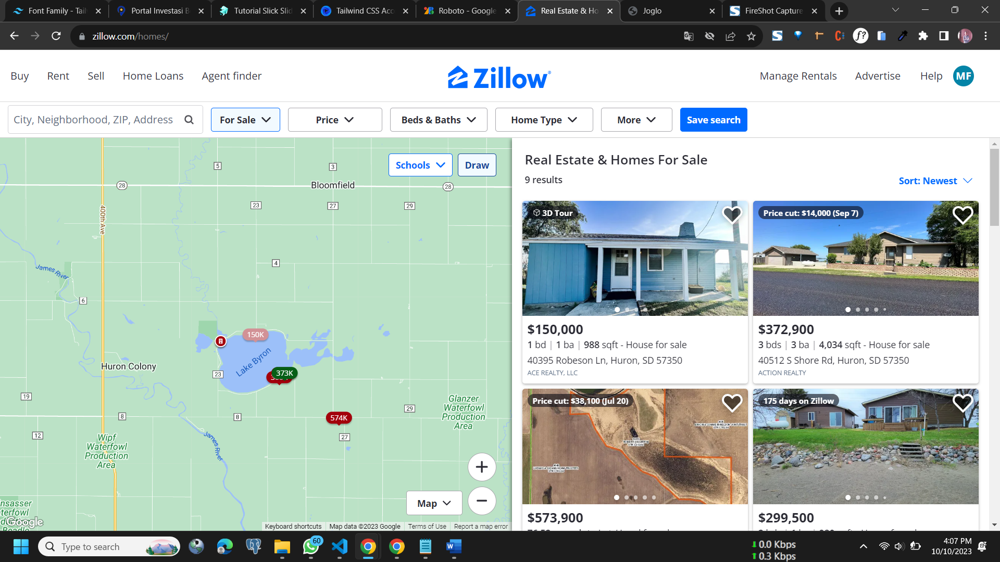 Font Family - Tail
Portal Investasi B
Tutorial Slick Slid
Tailwind CSS Acc
Roboto - Google
Real Estate & Ho
Joglo
FireShot Capture
zillow.com/homes/
Buy
Rent
Sell
Home Loans
Agent finder
Zillow
Manage Rentals
Advertise
Help
MF
City, Neighborhood, ZIP, Address
For Sale
Price
Beds & Baths
Home Type
More
Save search
Schools
Draw
5
3
28
Bloomfield
28
23
27
29
400th Ave
4
James River
6
150K
Lake Byron
Huron Colony
23
373K
19
Glanzer
Waterfowl
Production
Area
29
8
8
574K
12
27
Wipf
Waterfowl
Production
Area
James River
Map
nsasser
terfowl
Google
Keyboard shortcuts
Map data ©2023 Google
Terms of Use
Report a map error
Real Estate & Homes For Sale
9 results
Sort: Newest
3D Tour
$150,000
1 bd | 1 ba | 988 sqft - House for sale
40395 Robeson Ln, Huron, SD 57350
ACE REALTY, LLC
Price cut: $14,000 (Sep 7)
$372,900
3 bds | 3 ba | 4,034 sqft - House for sale
40512 S Shore Rd, Huron, SD 57350
ACTION REALTY
Price cut: $38,100 (Jul 20)
$573,900
175 days on Zillow
$299,500
Type to search
60
0.0 Kbps
0.3 Kbps
4:07 PM
10/10/2023